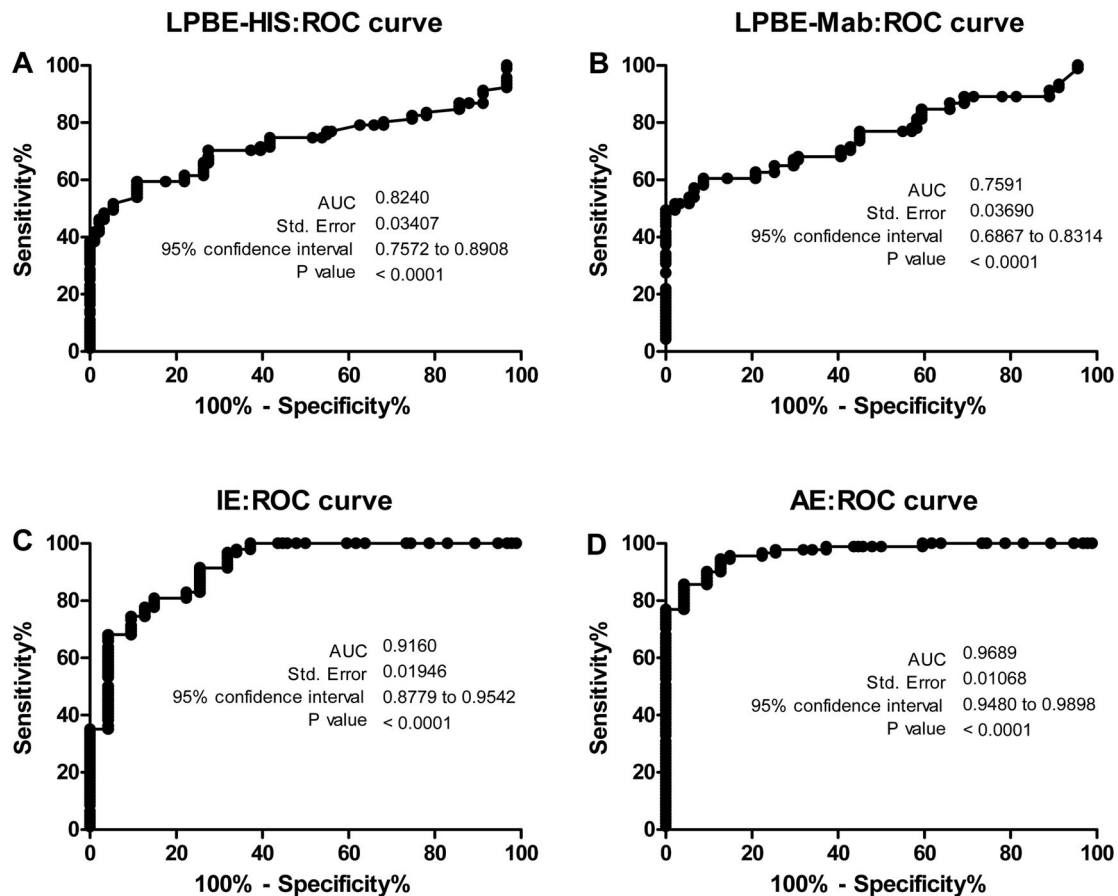 LPBE-HIS:ROC curve
A
100
80
60
40
20
0
Sensitivity%
AUC 0.8240
Std. Error 0.03407
95% confidence interval 0.7572 to 0.8908
P value < 0.0001
0 20 40 60 80 100
100% - Specificity%
LPBE-Mab:ROC curve
B
100
80
60
40
20
0
Sensitivity%
AUC 0.7591
Std. Error 0.03690
95% confidence interval 0.6867 to 0.8314
P value < 0.0001
0 20 40 60 80 100
100% - Specificity%
IE:ROC curve
C
100
80
60
40
20
0
Sensitivity%
AUC 0.9160
Std. Error 0.01946
95% confidence interval 0.8779 to 0.9542
P value < 0.0001
0 20 40 60 80 100
100% - Specificity%
AE:ROC curve
D
100
80
60
40
20
0
Sensitivity%
AUC 0.9689
Std. Error 0.01068
95% confidence interval 0.9480 to 0.9898
P value < 0.0001
0 20 40 60 80 100
100% - Specificity%